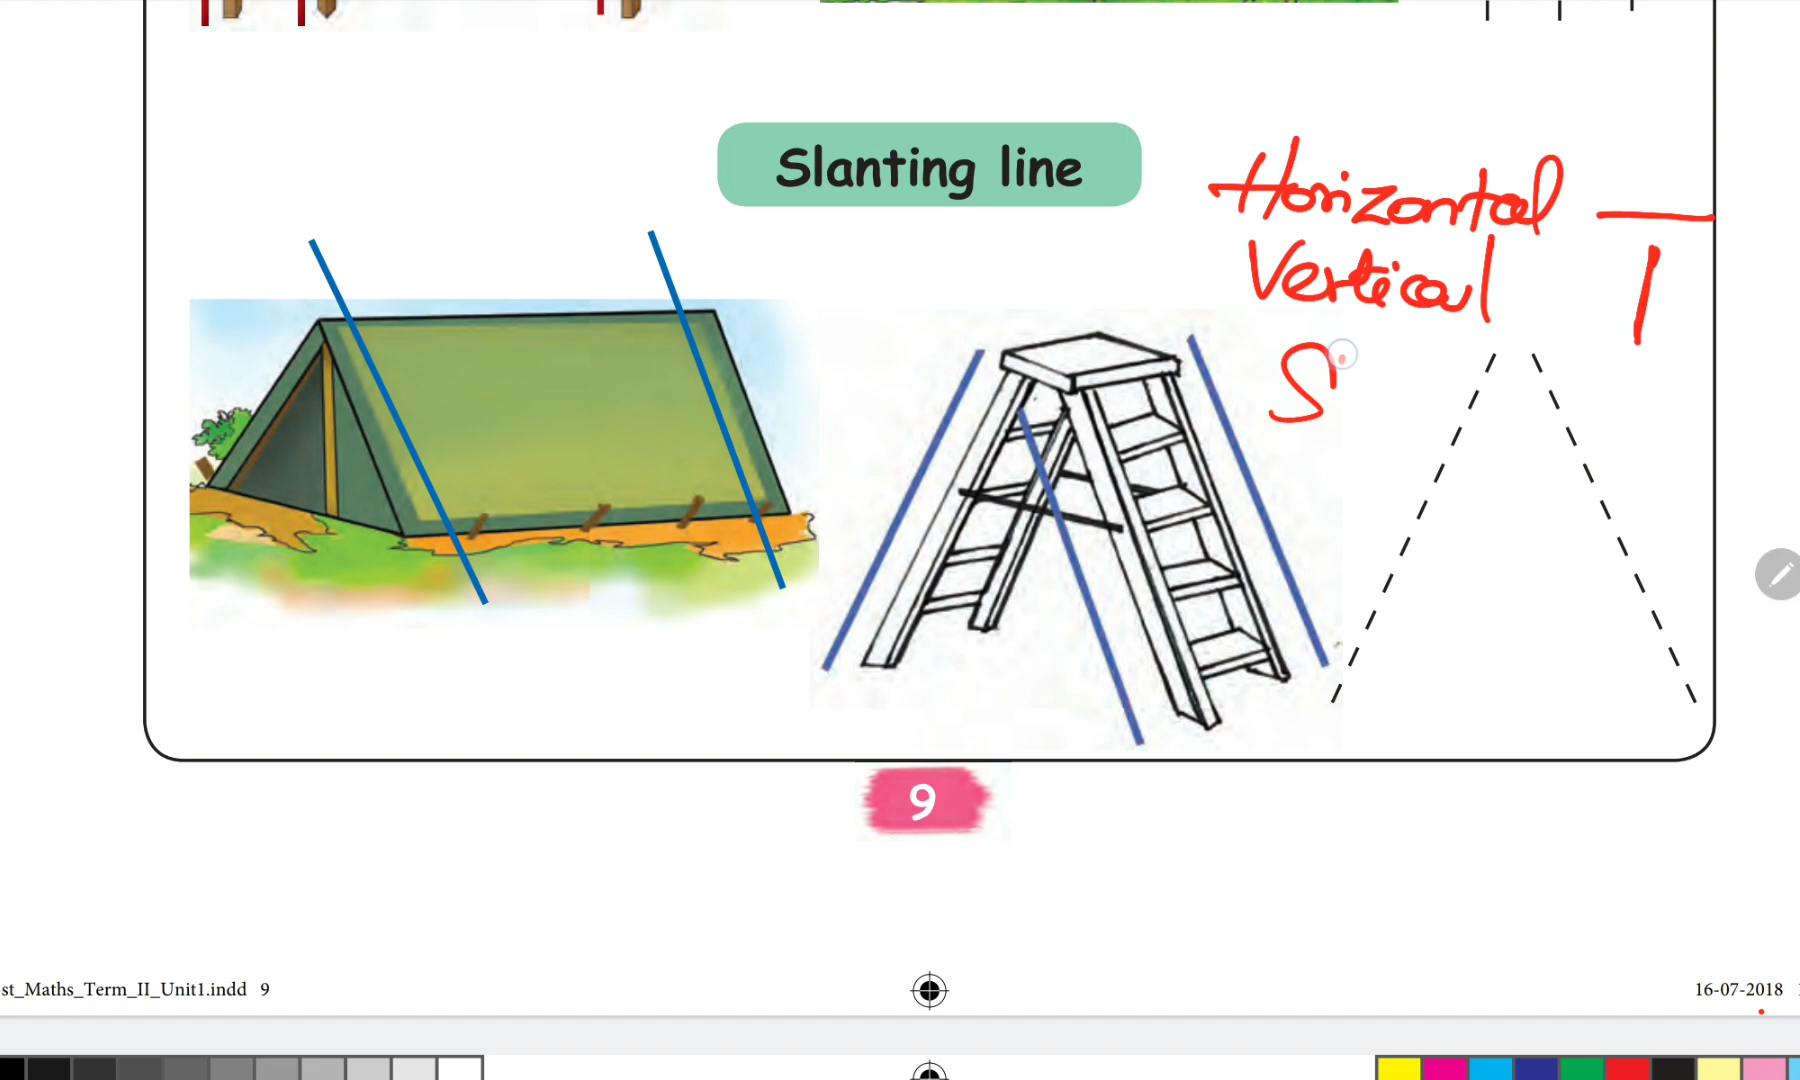 Slanting line
Horizontal —
Vertical |
S
9
st_Maths_Term_II_Unit1.indd 9
16-07-2018